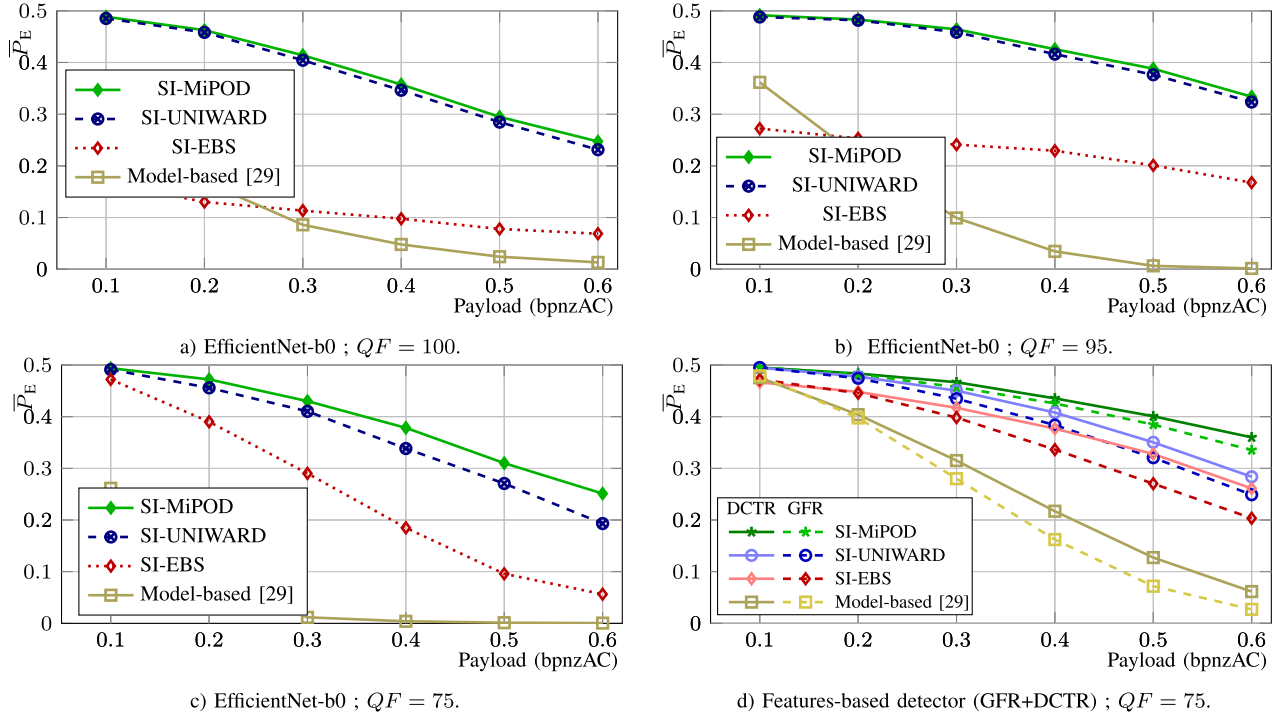 0.5
0.4
0.3
0.2
0.1
0
P̅E
SI-MiPOD
SI-UNIWARD
SI-EBS
Model-based [29]
0.1 0.2 0.3 0.4 0.5 0.6
Payload (bpnzAC)
a) EfficientNet-b0 ; QF = 100.
0.5
0.4
0.3
0.2
0.1
0
P̅E
SI-MiPOD
SI-UNIWARD
SI-EBS
Model-based [29]
0.1 0.2 0.3 0.4 0.5 0.6
Payload (bpnzAC)
b) EfficientNet-b0 ; QF = 95.
0.5
0.4
0.3
0.2
0.1
0
P̅E
SI-MiPOD
SI-UNIWARD
SI-EBS
Model-based [29]
0.1 0.2 0.3 0.4 0.5 0.6
Payload (bpnzAC)
c) EfficientNet-b0 ; QF = 75.
0.5
0.4
0.3
0.2
0.1
0
P̅E
DCTR GFR
SI-MiPOD
SI-UNIWARD
SI-EBS
Model-based [29]
0.1 0.2 0.3 0.4 0.5 0.6
Payload (bpnzAC)
d) Features-based detector (GFR+DCTR) ; QF = 75.